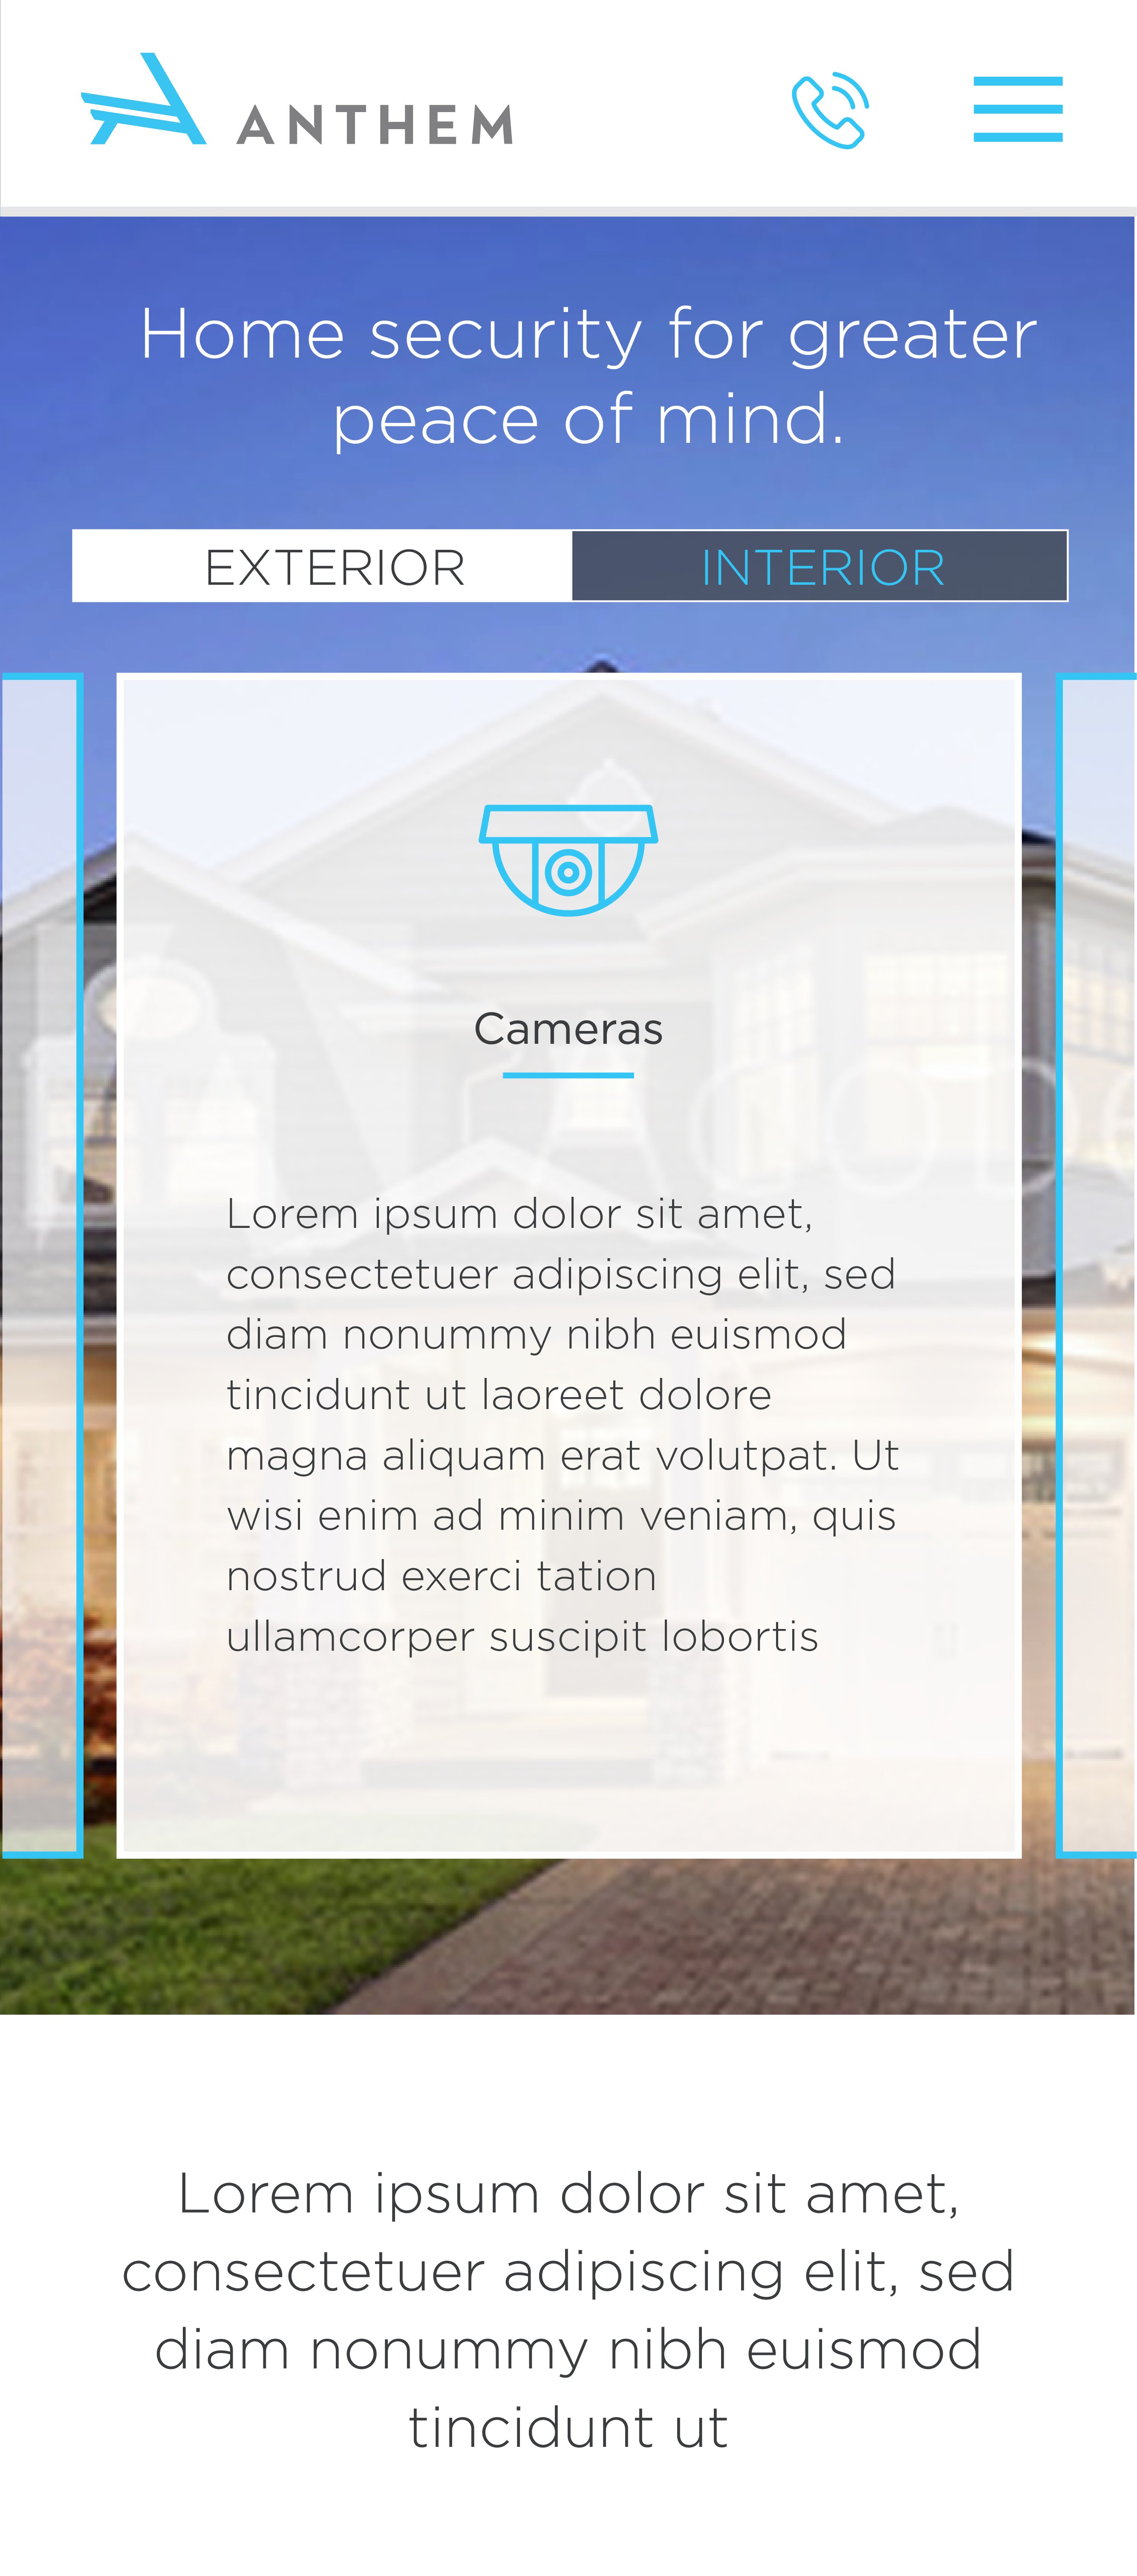 ANTHEM
Home security for greater
peace of mind.
EXTERIOR
INTERIOR
Cameras
Lorem ipsum dolor sit amet,
consectetuer adipiscing elit, sed
diam nonummy nibh euismod
tincidunt ut laoreet dolore
magna aliquam erat volutpat. Ut
wisi enim ad minim veniam, quis
nostrud exerci tation
ullamcorper suscipit lobortis
Lorem ipsum dolor sit amet,
consectetuer adipiscing elit, sed
diam nonummy nibh euismod
tincidunt ut